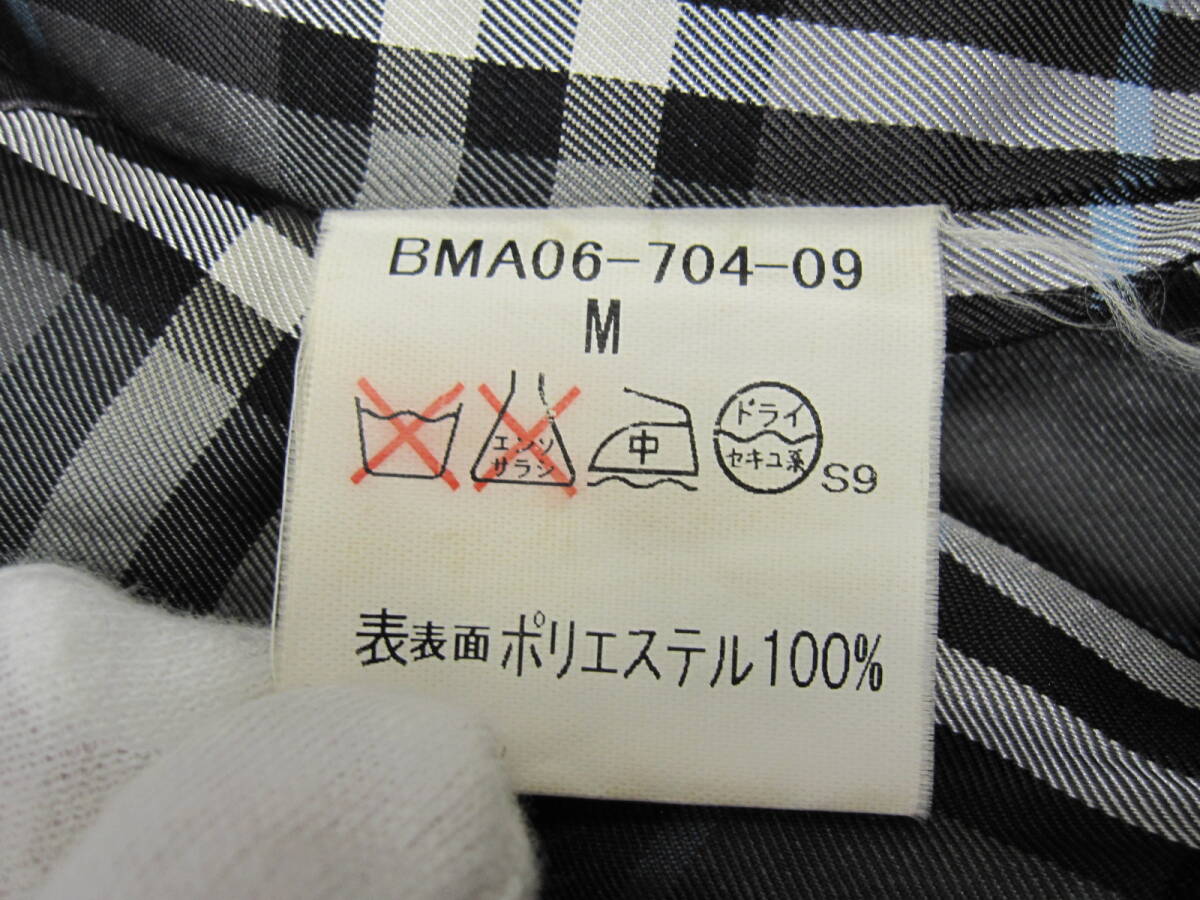 BMA06-704-09
M
エンソ
サラシ
中
ドライ
セキユ系
S9
表表面ポリエステル100%